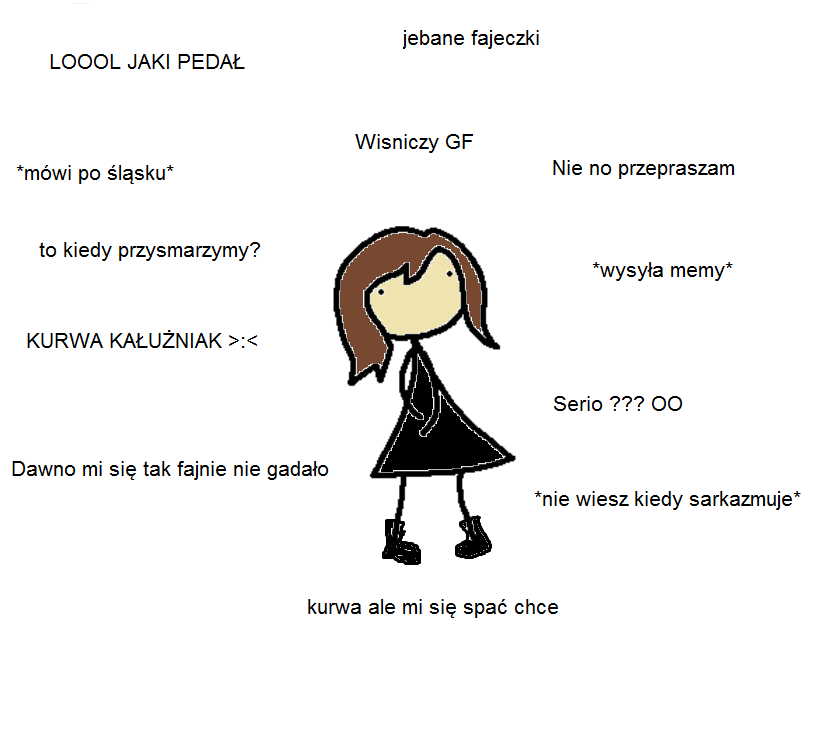 jebane fajeczki
LOOOL JAKI PEDAŁ
Wisniczy GF
Nie no przepraszam
*mówi po śląsku*
to kiedy przysmarzymy?
*wysyła memy*
KURWA KAŁUŻNIAK >:<
Serio ??? OO
Dawno mi się tak fajnie nie gadało
*nie wiesz kiedy sarkazmuje*
kurwa ale mi się spać chce